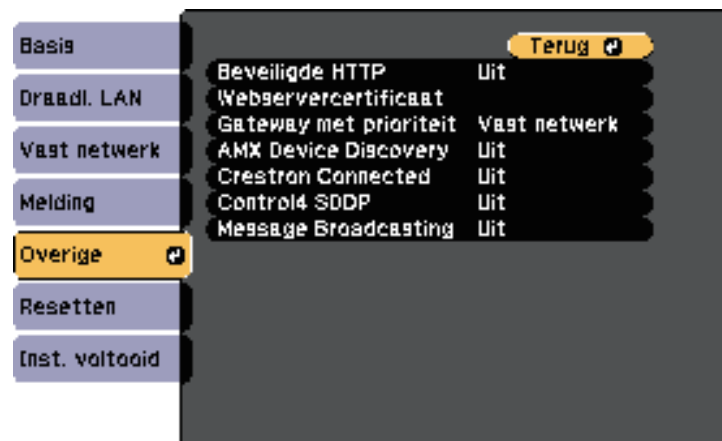 Basis
Draadl. LAN
Vast netwerk
Melding
Overige
Resetten
Inst. voltooid
Terug
Beveiligde HTTP Uit
Webservercertificaat
Gateway met prioriteit Vast netwerk
AMX Device Discovery Uit
Crestron Connected Uit
Control4 SDDP Uit
Message Broadcasting Uit